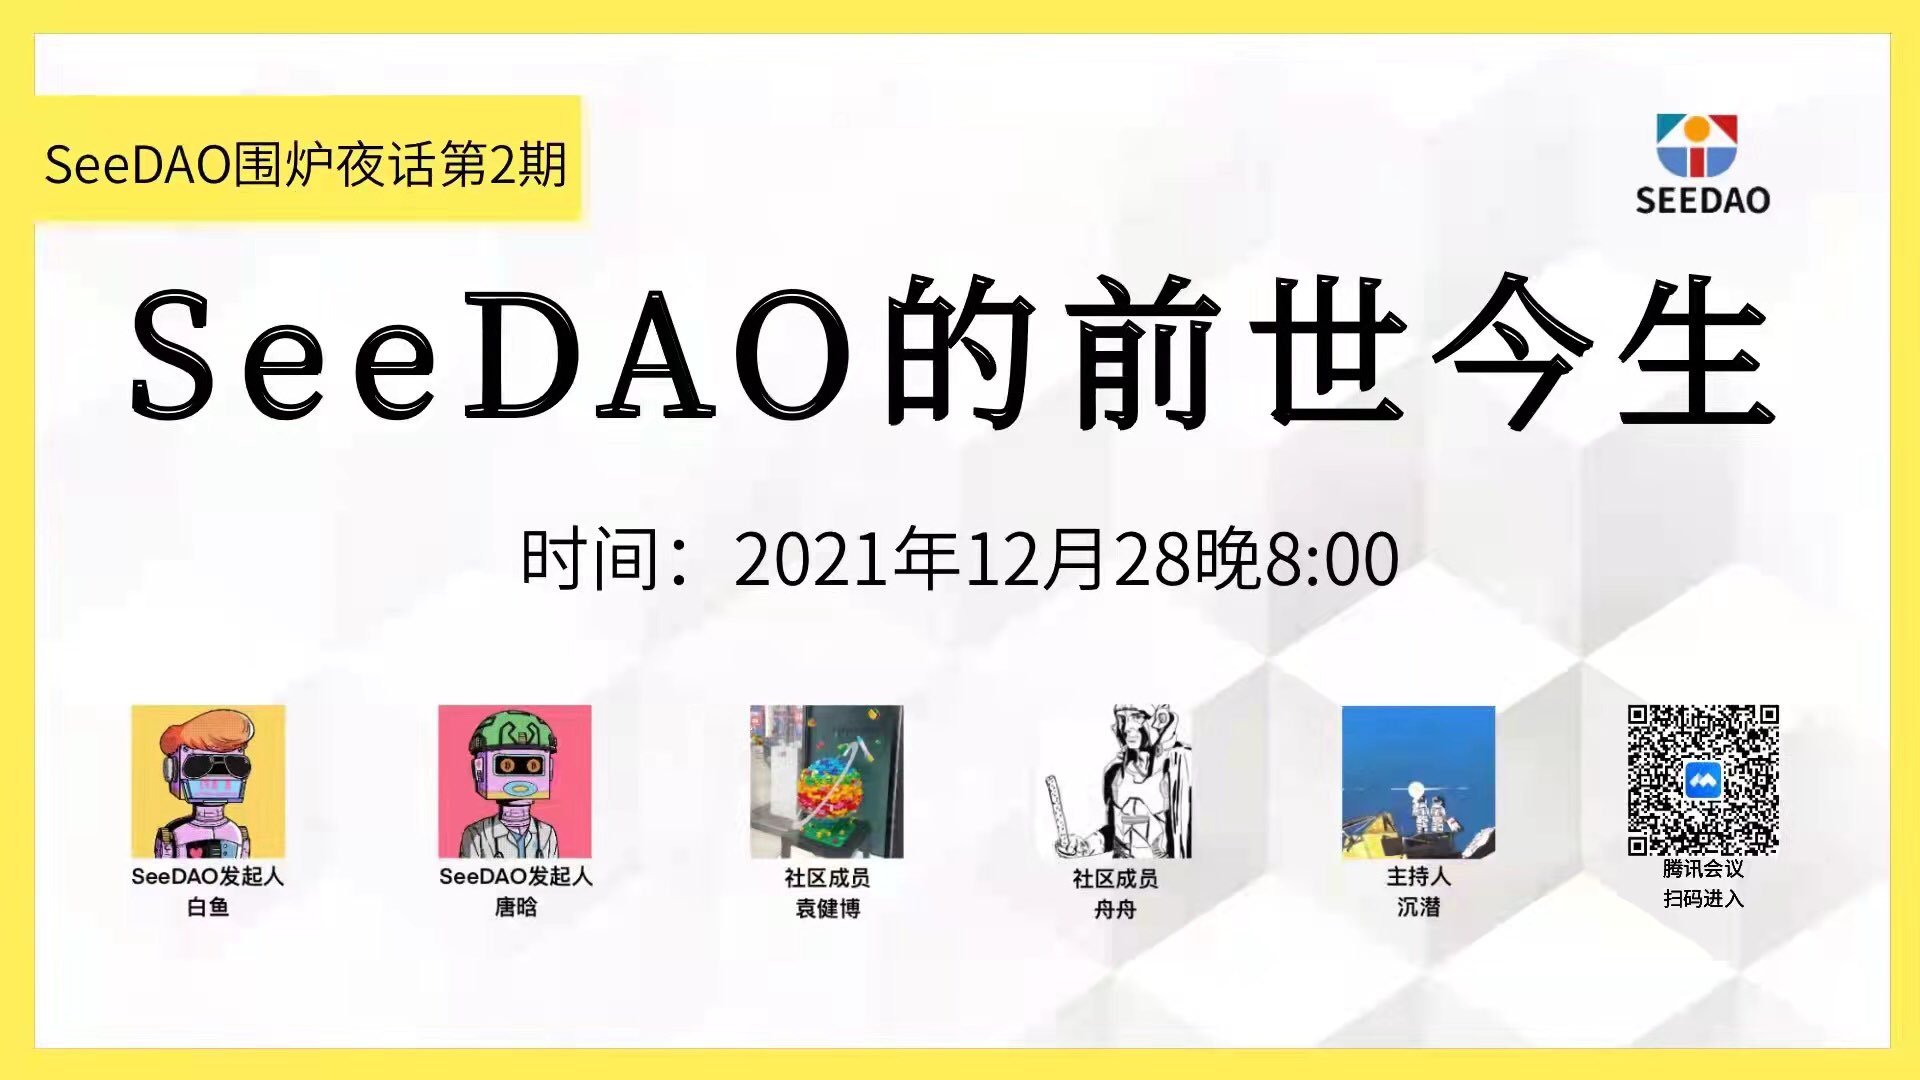 SeeDAO围炉夜话第2期
SEEDAO
SeeDAO的前世今生
时间：2021年12月28晚8:00
SeeDAO发起人
白鱼
SeeDAO发起人
唐晗
社区成员
袁健博
社区成员
舟舟
主持人
沉潜
腾讯会议
扫码进入